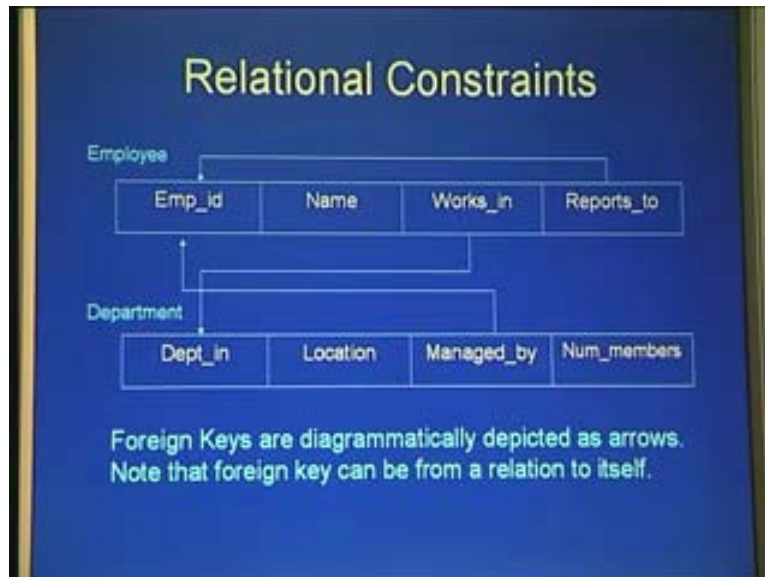 Relational Constraints
Employee
Emp_id Name Works_in Reports_to
Department
Dept_in Location Managed_by Num_members
Foreign Keys are diagrammatically depicted as arrows.
Note that foreign key can be from a relation to itself.